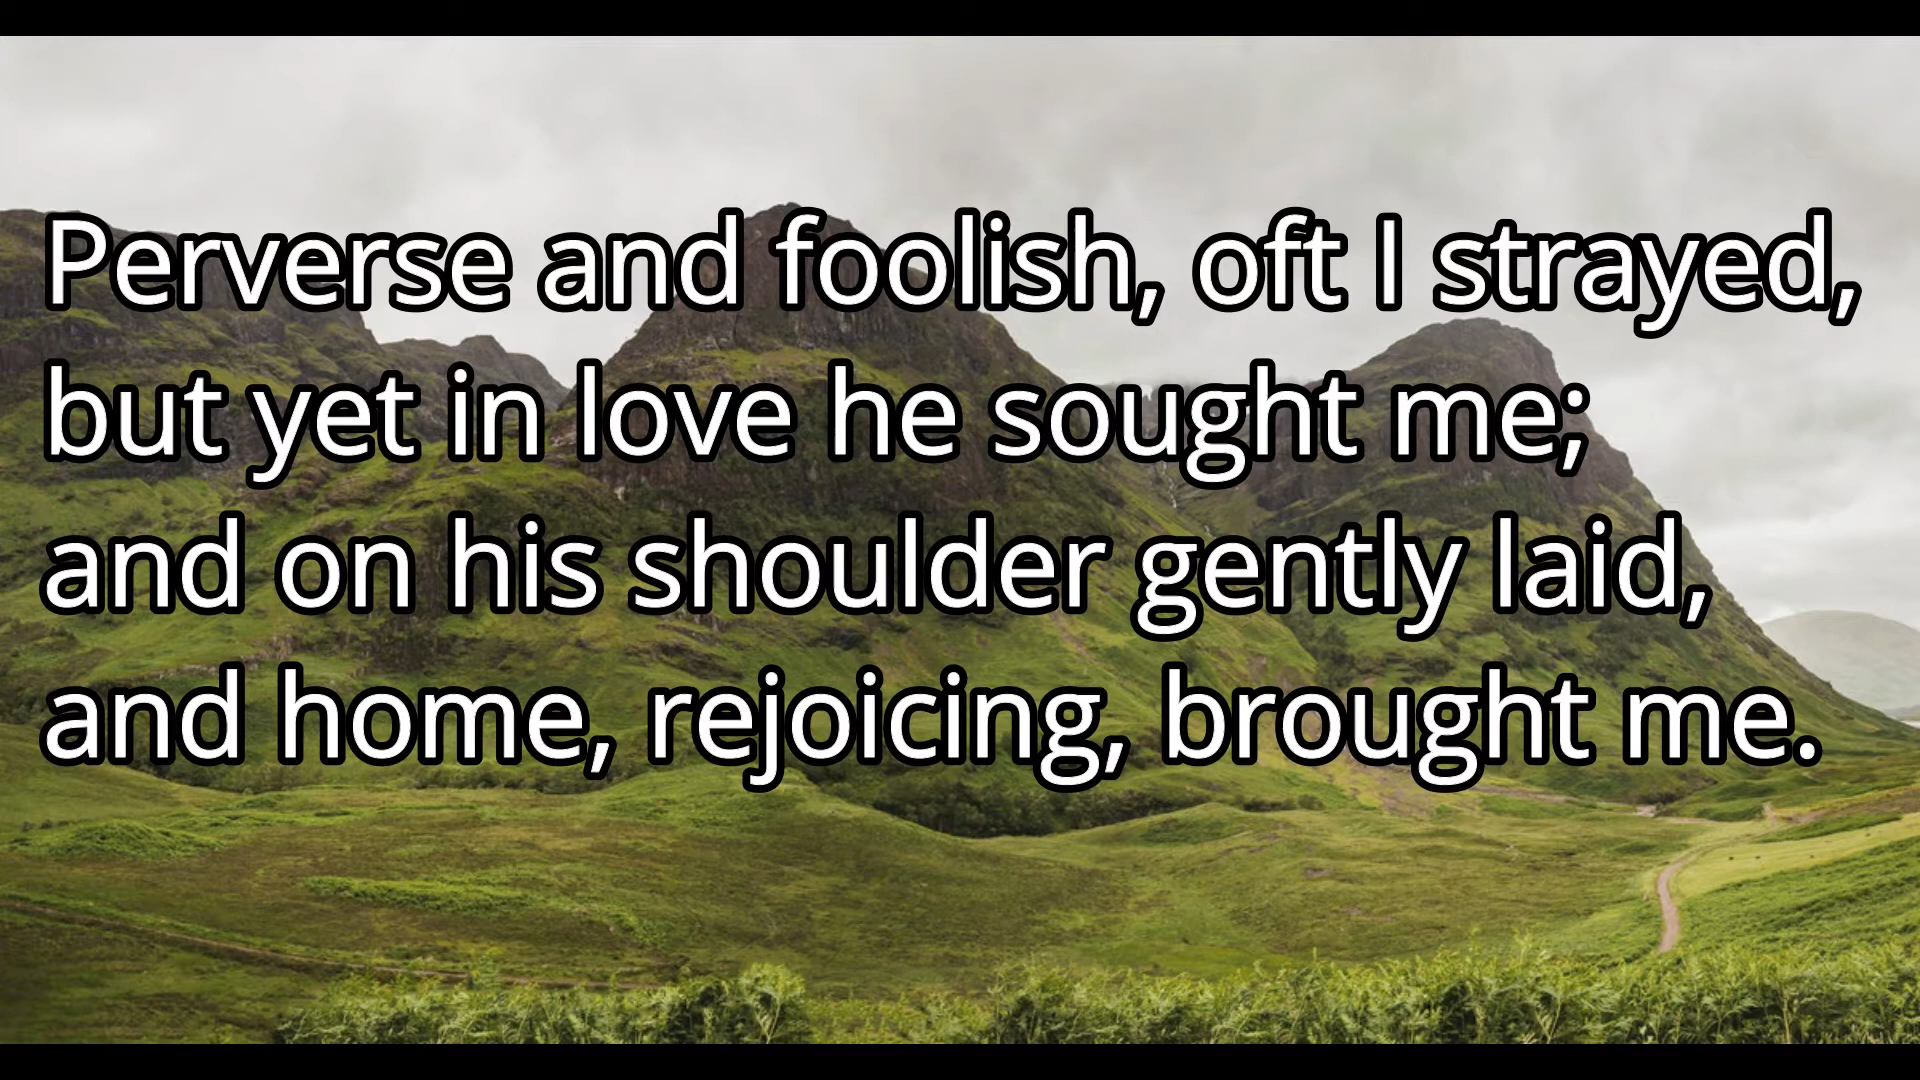 Perverse and foolish, oft I strayed,
but yet in love he sought me;
and on his shoulder gently laid,
and home, rejoicing, brought me.